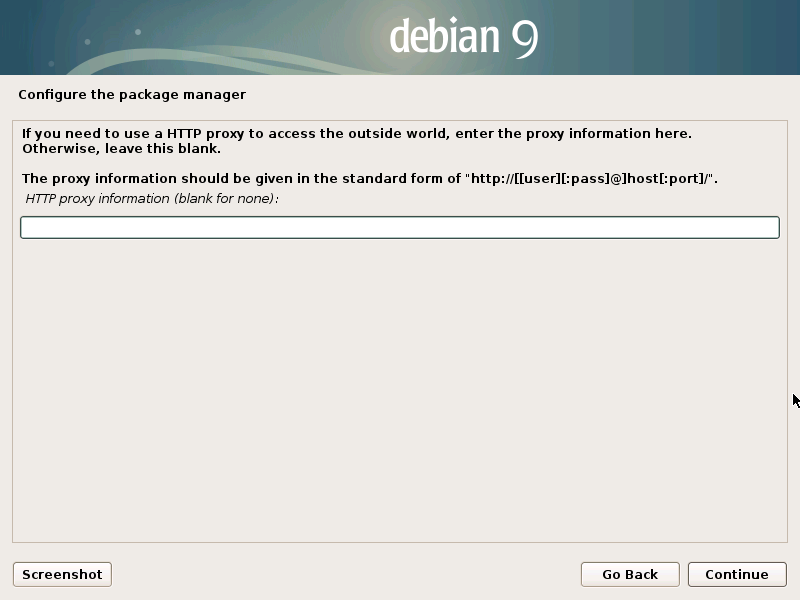 debian 9
Configure the package manager
If you need to use a HTTP proxy to access the outside world, enter the proxy information here.
Otherwise, leave this blank.
The proxy information should be given in the standard form of "http://[[user][:pass]@]host[:port]/".
HTTP proxy information (blank for none):
Screenshot
Go Back
Continue